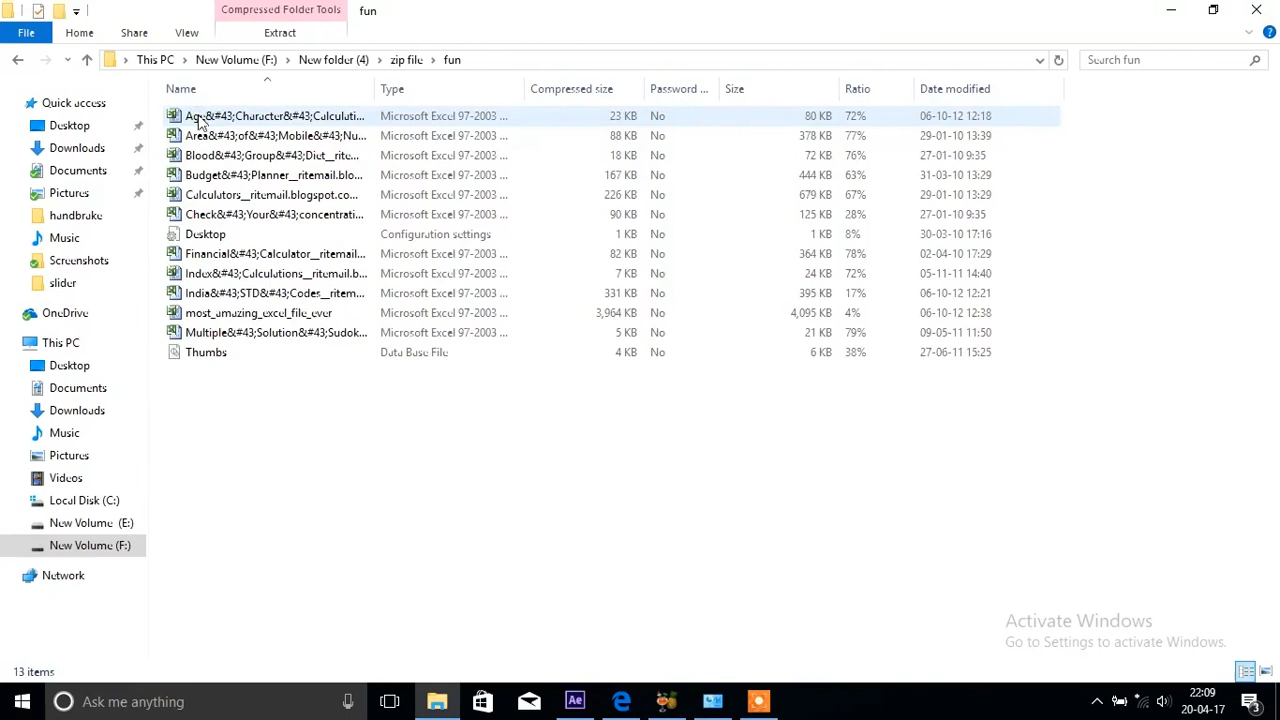 Compressed Folder Tools fun
File Home Share View Extract
This PC New Volume (F:) New folder (4) zip file fun Search fun
Name Type Compressed size Password ... Size Ratio Date modified
Quick access
Desktop
Downloads
Documents
Pictures
handbrake
Music
Screenshots
slider
OneDrive
This PC
Desktop
Documents
Downloads
Music
Pictures
Videos
Local Disk (C:)
New Volume (E:)
New Volume (F:)
Network
Age&#43;Character&#43;Calculati... Microsoft Excel 97-2003 ... 23 KB No 80 KB 72% 06-10-12 12:18
Area&#43;of&#43;Mobile&#43;Nu... Microsoft Excel 97-2003 ... 88 KB No 378 KB 77% 29-01-10 13:39
Blood&#43;Group&#43;Diet__rite... Microsoft Excel 97-2003 ... 18 KB No 72 KB 76% 27-01-10 9:35
Budget&#43;Planner__ritemail.blo... Microsoft Excel 97-2003 ... 167 KB No 444 KB 63% 31-03-10 13:29
Calculators__ritemail.blogspot.co... Microsoft Excel 97-2003 ... 226 KB No 679 KB 67% 29-01-10 13:29
Check&#43;Your&#43;concentrati... Microsoft Excel 97-2003 ... 90 KB No 125 KB 28% 27-01-10 9:35
Desktop Configuration settings 1 KB No 1 KB 8% 30-03-10 17:16
Financial&#43;Calculator__ritemail... Microsoft Excel 97-2003 ... 82 KB No 364 KB 78% 02-04-10 17:29
Index&#43;Calculations__ritemail.b... Microsoft Excel 97-2003 ... 7 KB No 24 KB 72% 05-11-11 14:40
India&#43;STD&#43;Codes__ritem... Microsoft Excel 97-2003 ... 331 KB No 395 KB 17% 06-10-12 12:21
most_amazing_excel_file_ever Microsoft Excel 97-2003 ... 3,964 KB No 4,095 KB 4% 06-10-12 12:38
Multiple&#43;Solution&#43;Sudok... Microsoft Excel 97-2003 ... 5 KB No 21 KB 79% 09-05-11 11:50
Thumbs Data Base File 4 KB No 6 KB 38% 27-06-11 15:25
Activate Windows
Go to Settings to activate Windows.
13 items
Ask me anything Ae 22:09
20-04-17 3